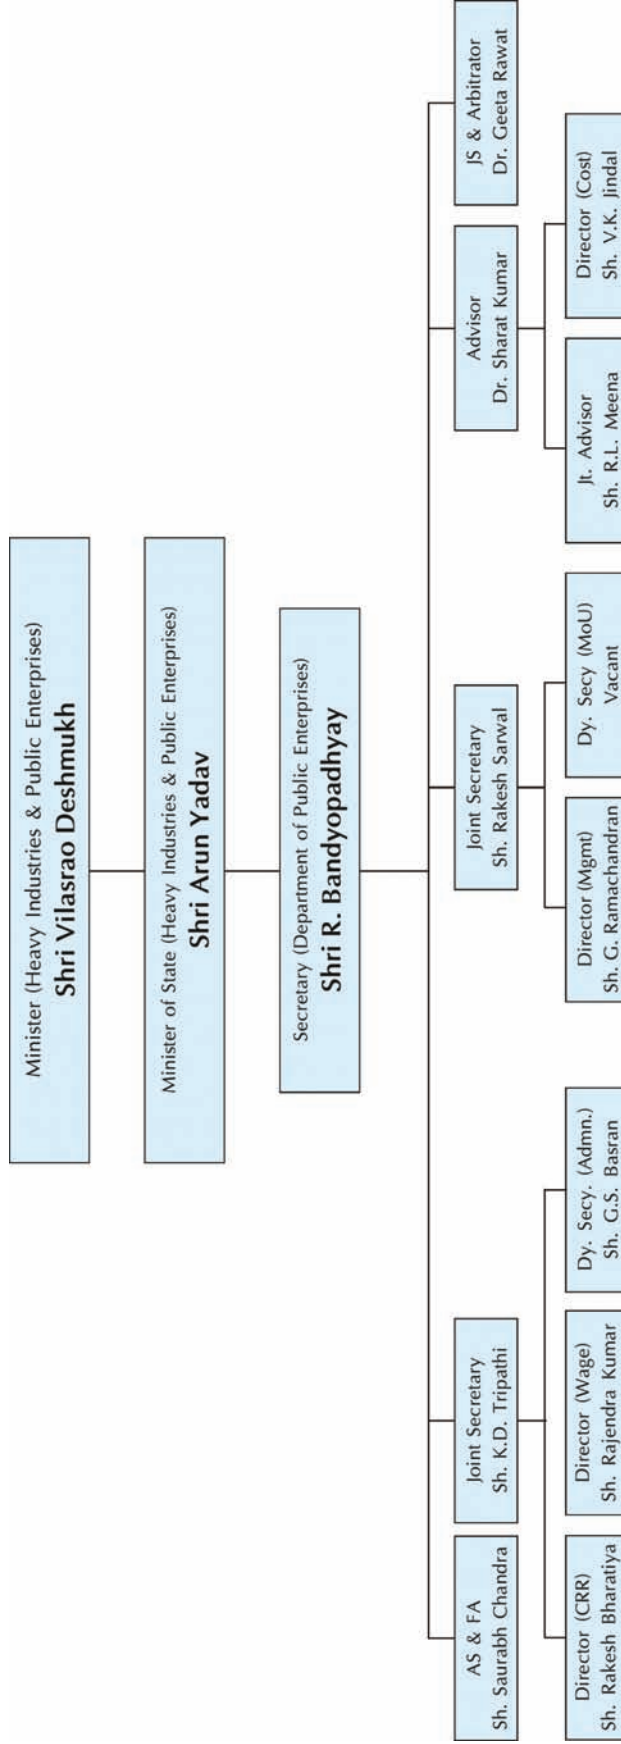 Minister (Heavy Industries & Public Enterprises)
Shri Vilasrao Deshmukh
Minister of State (Heavy Industries & Public Enterprises)
Shri Arun Yadav
Secretary (Department of Public Enterprises)
Shri R. Bandyopadhyay
AS & FA
Sh. Saurabh Chandra
Joint Secretary
Sh. K.D. Tripathi
Joint Secretary
Sh. Rakesh Sarwal
Advisor
Dr. Sharat Kumar
JS & Arbitrator
Dr. Geeta Rawat
Director (CRR)
Sh. Rakesh Bharatiya
Director (Wage)
Sh. Rajendra Kumar
Dy. Secy. (Admn.)
Sh. G.S. Basran
Director (Mgmt)
Sh. G. Ramachandran
Dy. Secy (MoU)
Vacant
Jt. Advisor
Sh. R.L. Meena
Director (Cost)
Sh. V.K. Jindal